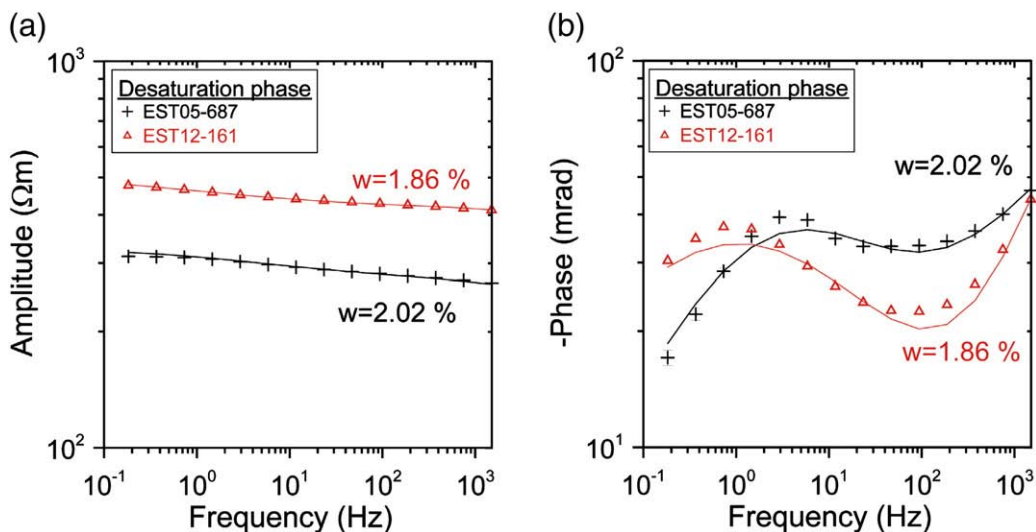 (a)
10³
Desaturation phase
EST05-687
EST12-161
w=1.86 %
w=2.02 %
Amplitude (Ωm)
10²
10⁻¹ 10⁰ 10¹ 10² 10³
Frequency (Hz)
(b)
10²
Desaturation phase
EST05-687
EST12-161
w=2.02 %
w=1.86 %
-Phase (mrad)
10¹
10⁻¹ 10⁰ 10¹ 10² 10³
Frequency (Hz)